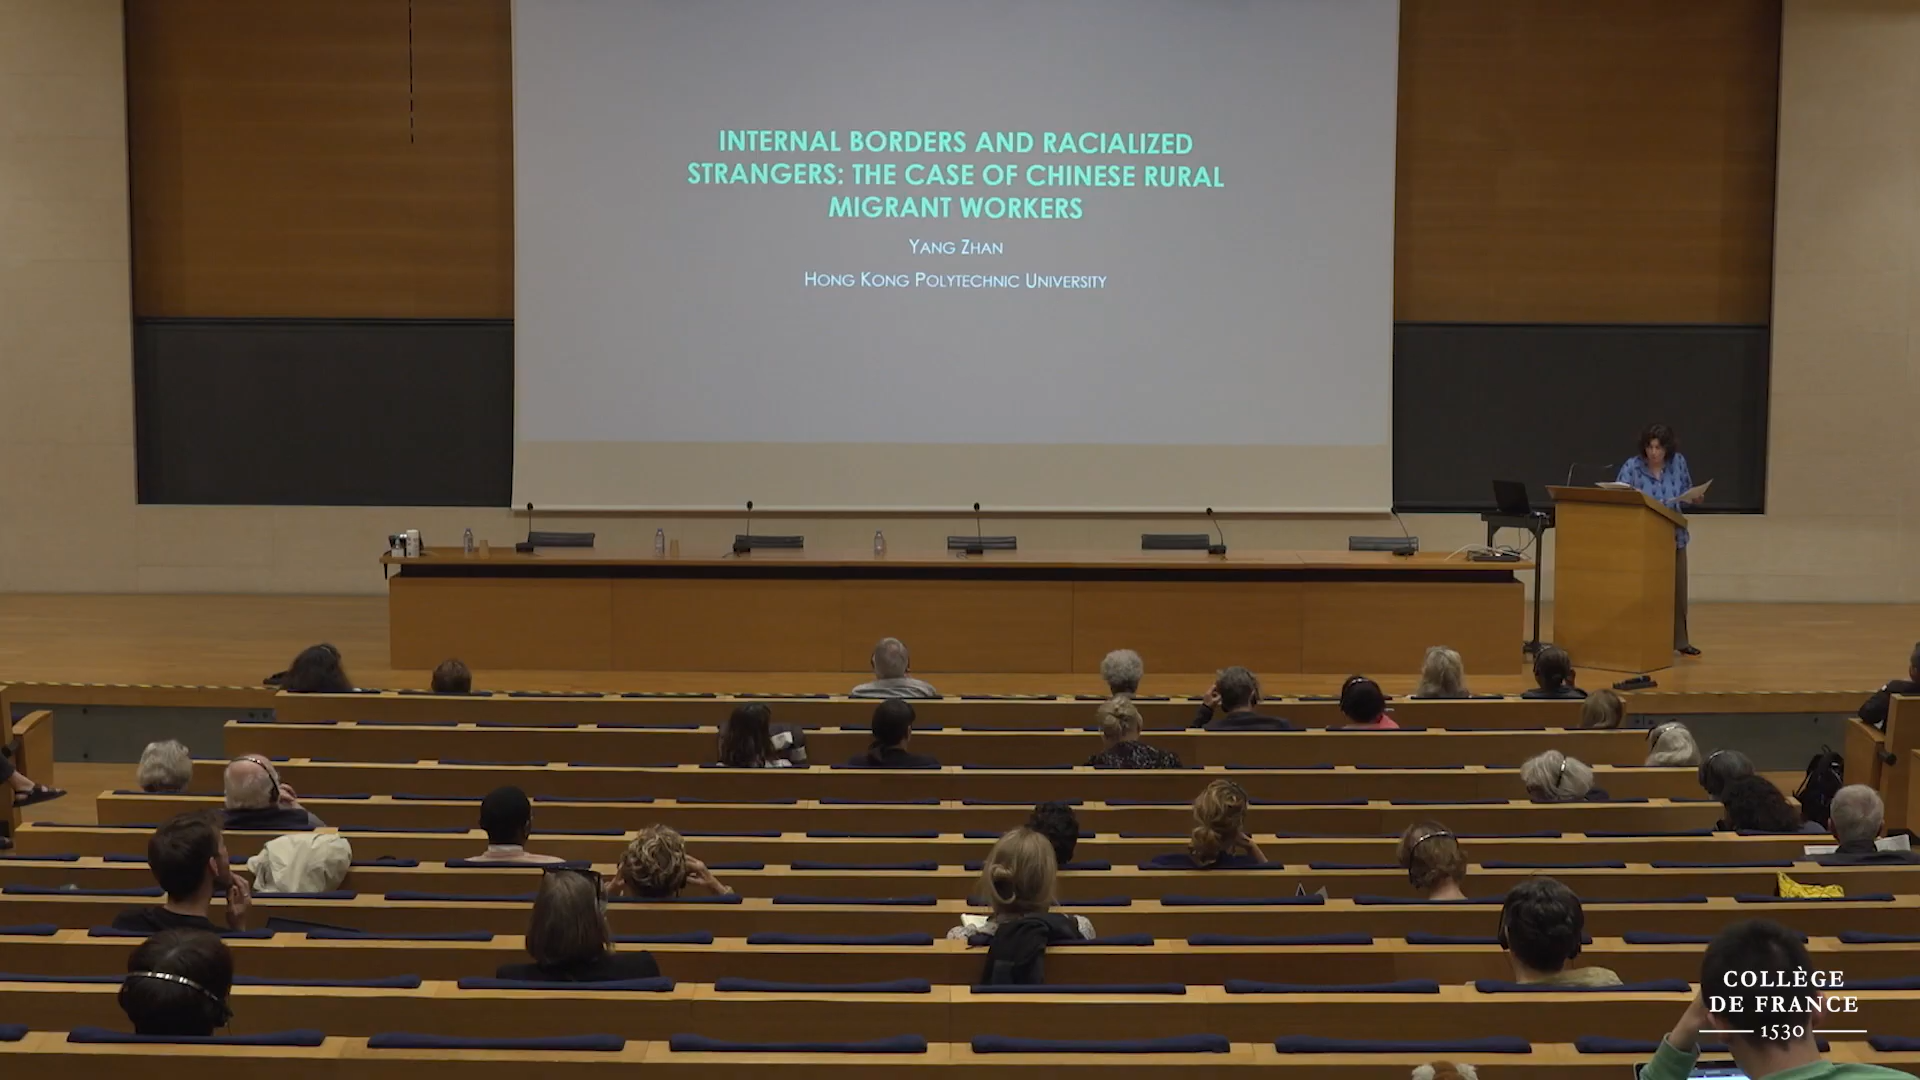 INTERNAL BORDERS AND RACIALIZED
STRANGERS: THE CASE OF CHINESE RURAL
MIGRANT WORKERS
YANG ZHAN
HONG KONG POLYTECHNIC UNIVERSITY
COLLÈGE
DE FRANCE
1530